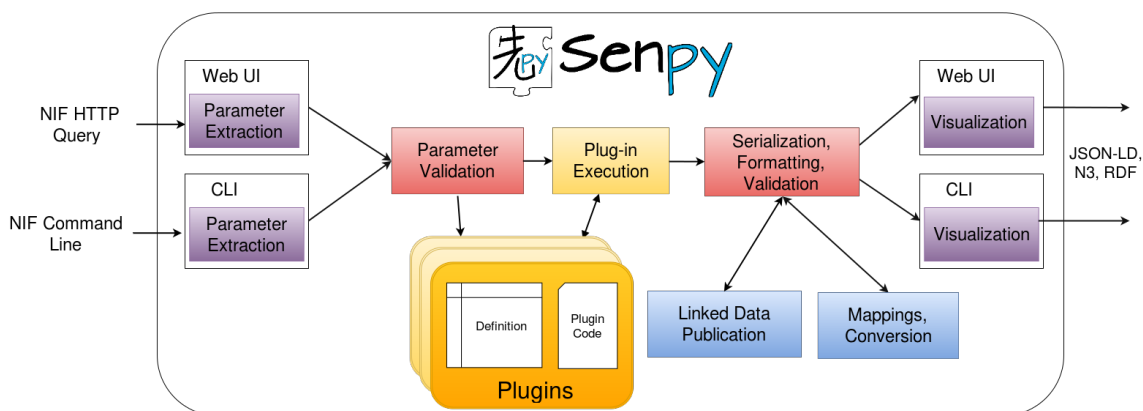 先
py
Senpy
Web UI
Parameter
Extraction
NIF HTTP
Query
CLI
Parameter
Extraction
NIF Command
Line
Parameter
Validation
Plug-in
Execution
Serialization,
Formatting,
Validation
Web UI
Visualization
CLI
Visualization
JSON-LD,
N3, RDF
Definition
Plugin
Code
Plugins
Linked Data
Publication
Mappings,
Conversion